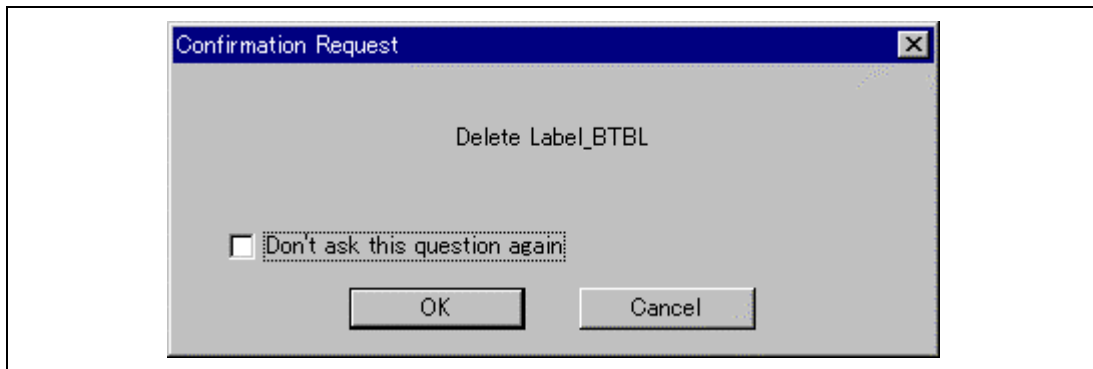 Confirmation Request
Delete Label_BTBL
Don't ask this question again
OK
Cancel